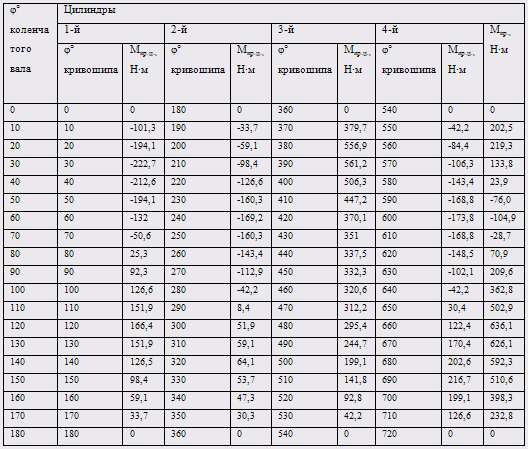 φ° коленча того вала Цилиндры Mкр, Н·м
1-й 2-й 3-й 4-й
φ° кривошипа Mкр.ц., Н·м φ° кривошипа Mкр.ц., Н·м φ° кривошипа Mкр.ц., Н·м φ° кривошипа Mкр.ц., Н·м
0 0 0 180 0 360 0 540 0 0
10 10 -101,3 190 -33,7 370 379,7 550 -42,2 202,5
20 20 -194,1 200 -59,1 380 556,9 560 -84,4 219,3
30 30 -222,7 210 -98,4 390 561,2 570 -106,3 133,8
40 40 -212,6 220 -126,6 400 506,3 580 -143,4 23,9
50 50 -194,1 230 -160,3 410 447,2 590 -168,8 -76,0
60 60 -132 240 -169,2 420 370,1 600 -173,8 -104,9
70 70 -50,6 250 -160,3 430 351 610 -168,8 -28,7
80 80 25,3 260 -143,4 440 337,5 620 -148,5 70,9
90 90 92,3 270 -112,9 450 332,3 630 -102,1 209,6
100 100 126,6 280 -42,2 460 320,6 640 -42,2 362,8
110 110 151,9 290 8,4 470 312,2 650 30,4 502,9
120 120 166,4 300 51,9 480 295,4 660 122,4 636,1
130 130 151,9 310 59,1 490 244,7 670 170,4 626,1
140 140 126,5 320 64,1 500 199,1 680 202,6 592,3
150 150 98,4 330 53,7 510 141,8 690 216,7 510,6
160 160 59,1 340 47,3 520 92,8 700 199,1 398,3
170 170 33,7 350 30,3 530 42,2 710 126,6 232,8
180 180 0 360 0 540 0 720 0 0